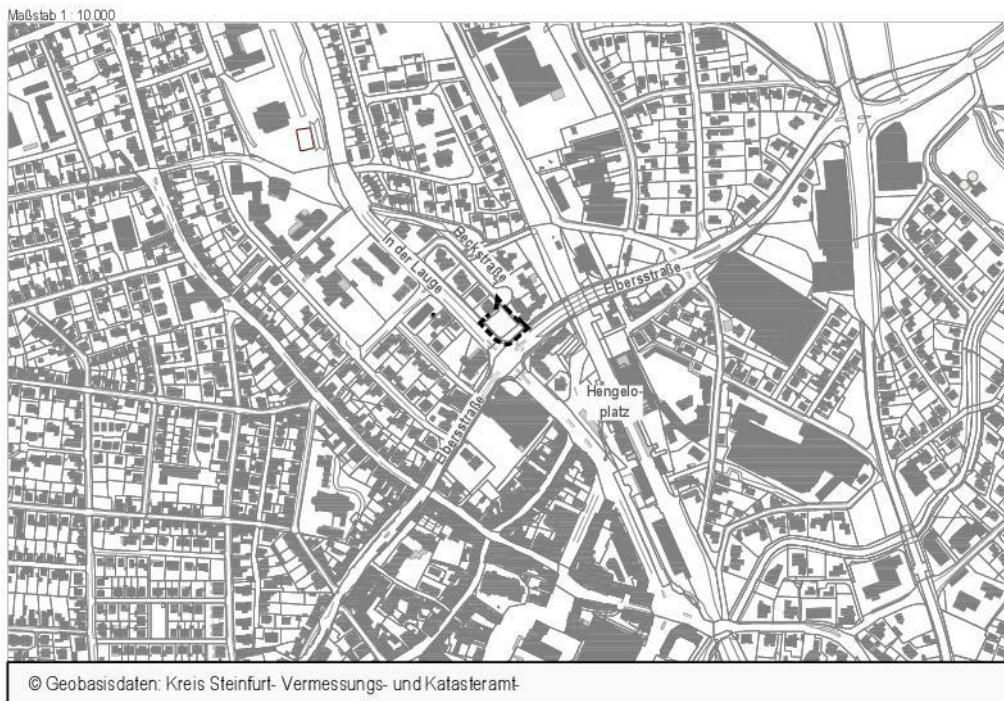 Maßstab 1 : 10 000
Beckstraße
In der Lauge
Elbersstraße
Hengelo-
platz
Elbersstraße
© Geobasisdaten: Kreis Steinfurt- Vermessungs- und Katasteramt-